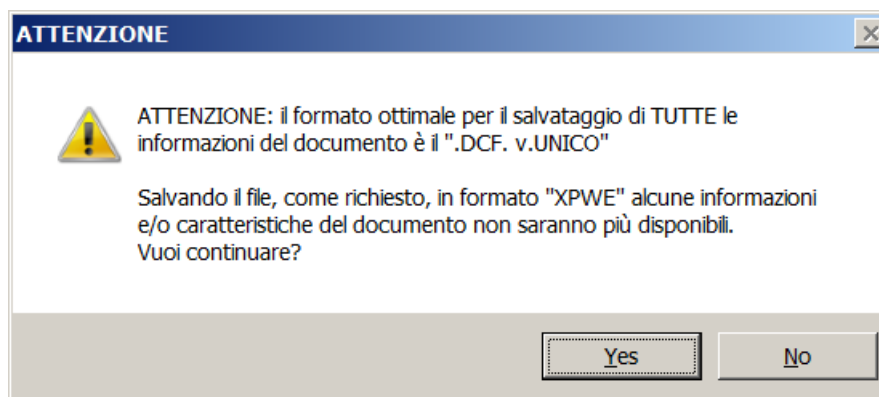 ATTENZIONE
ATTENZIONE: il formato ottimale per il salvataggio di TUTTE le
informazioni del documento è il ".DCF. v.UNICO"
Salvando il file, come richiesto, in formato "XPWE" alcune informazioni
e/o caratteristiche del documento non saranno più disponibili.
Vuoi continuare?
Yes
No